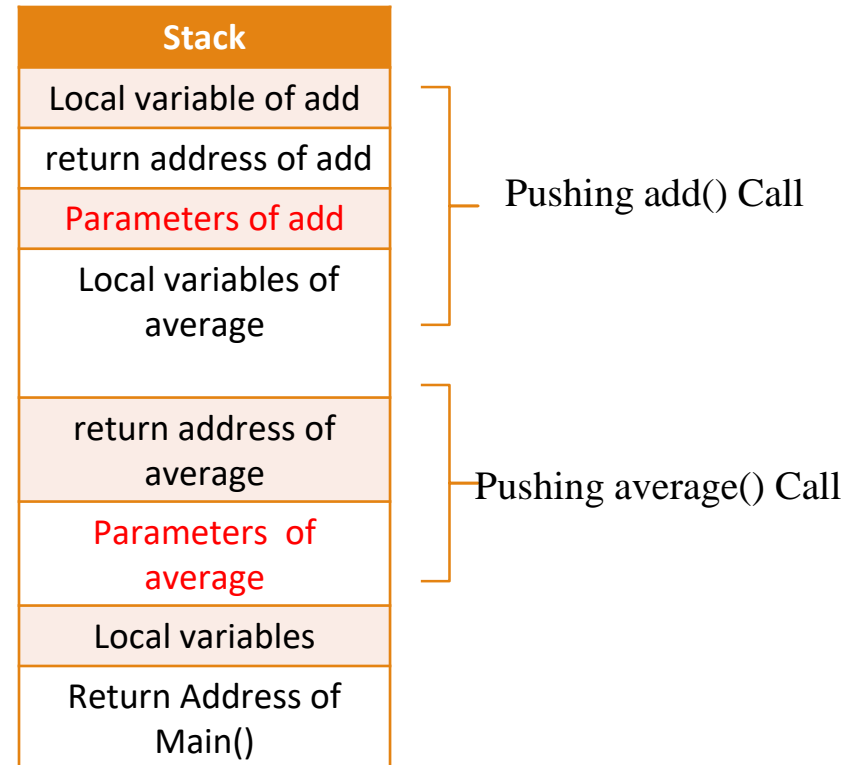 Stack
Local variable of add
return address of add
Parameters of add
Local variables of
average
return address of
average
Parameters of
average
Local variables
Return Address of
Main()
Pushing add() Call
Pushing average() Call